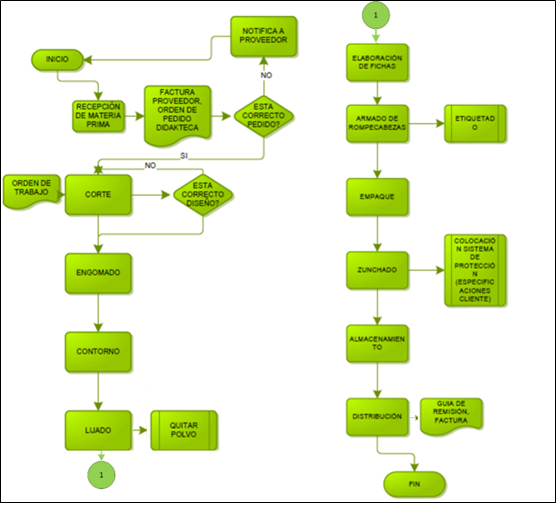 NOTIFICA A
PROVEEDOR
INICIO
NO
RECEPCIÓN
DE MATERIA
PRIMA
FACTURA
PROVEEDOR,
ORDEN DE
PEDIDO
DIDAKTECA
ESTA
CORRECTO
PEDIDO?
SI
NO
ORDEN DE
TRABAJO
CORTE
ESTA
CORRECTO
DISEÑO?
ENGOMADO
CONTORNO
LIJADO
QUITAR
POLVO
1
1
ELABORACIÓN
DE FICHAS
ARMADO DE
ROMPECABEZAS
ETIQUETAD
O
EMPAQUE
ZUNCHADO
COLOCACIÓ
N SISTEMA
DE
PROTECCIÓ
N
(ESPECIFIC
ACIONES
CLIENTE)
ALMACENAMIE
NTO
DISTRIBUCIÓN
GUIA DE
REMISIÓN,
FACTURA
FIN